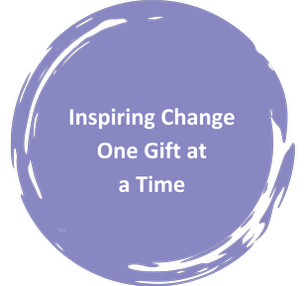 Inspiring Change
One Gift at
a Time